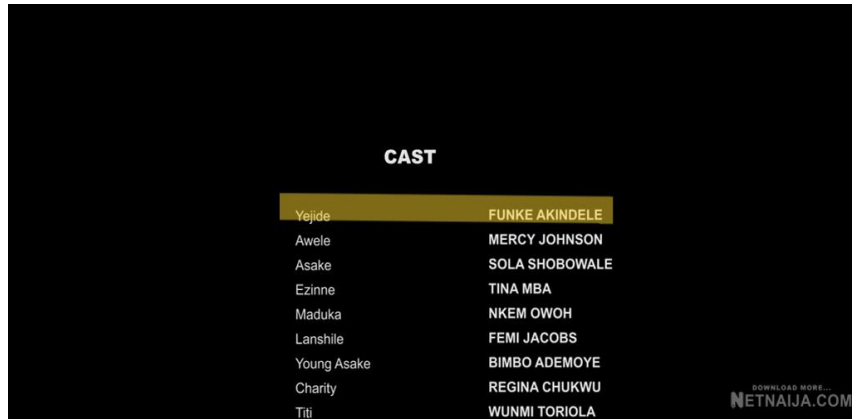 CAST
Yejide FUNKE AKINDELE
Awele MERCY JOHNSON
Asake SOLA SHOBOWALE
Ezinne TINA MBA
Maduka NKEM OWOH
Lanshile FEMI JACOBS
Young Asake BIMBO ADEMOYE
Charity REGINA CHUKWU
Titi WUNMI TORIOLA
DOWNLOAD MORE...
NETNAIJA.COM